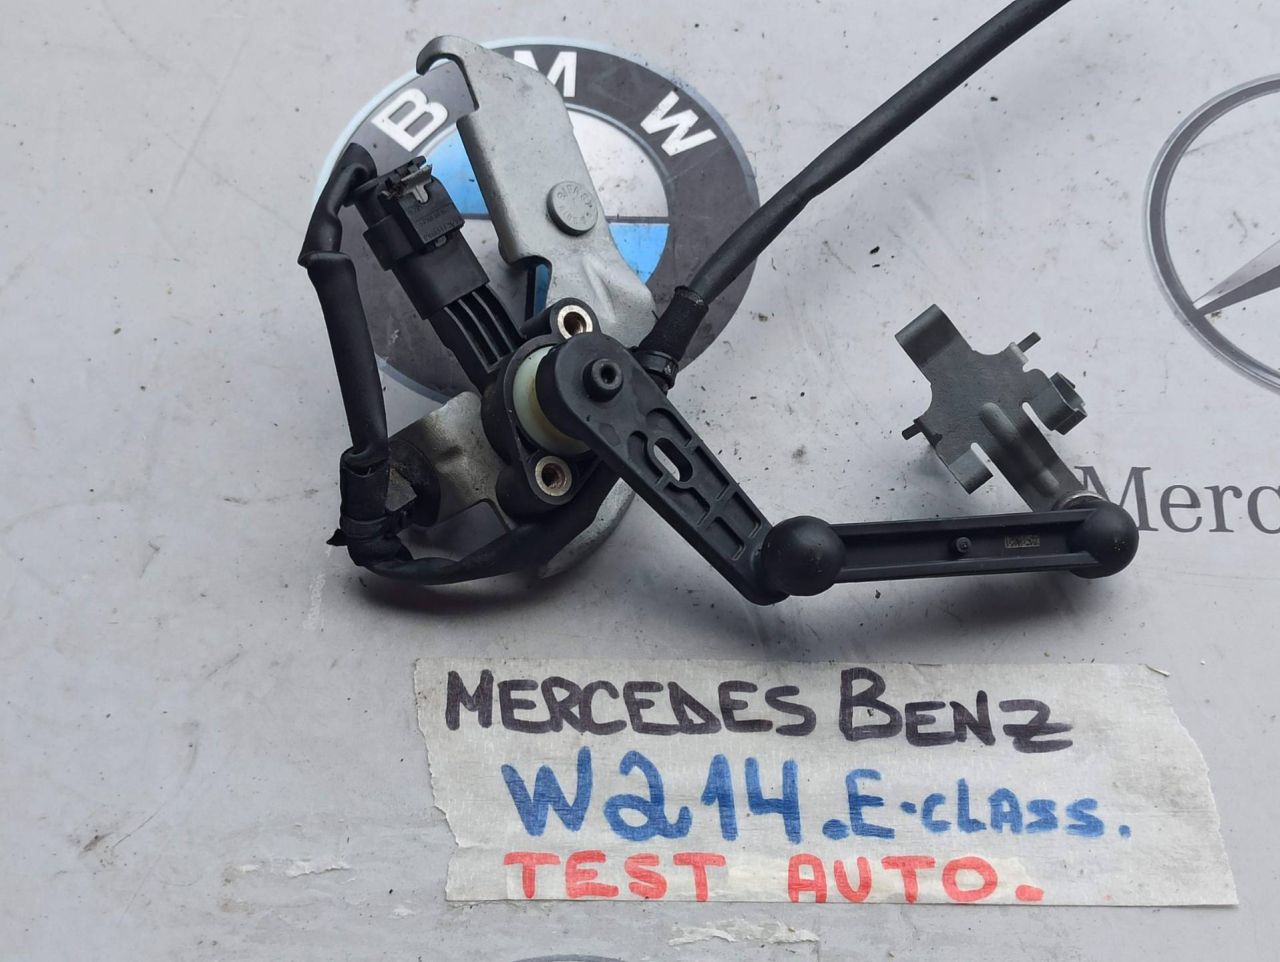 B M W
Merc
MERCEDES BENZ
W214.E-CLASS.
TEST AUTO.